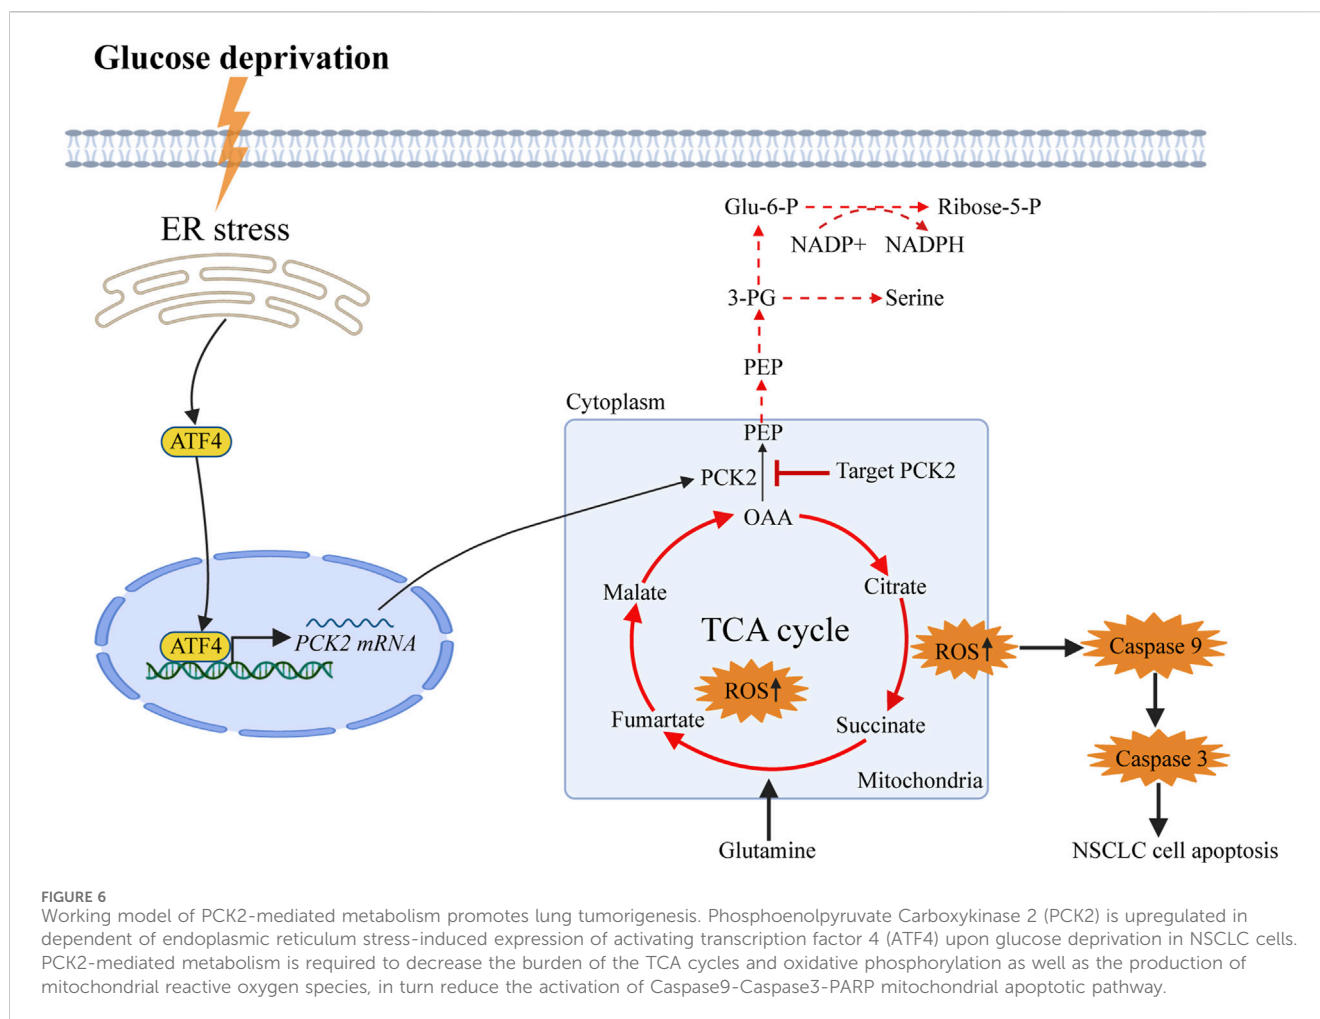 Glucose deprivation
ER stress
Glu-6-P
Ribose-5-P
NADP+
NADPH
3-PG
Serine
PEP
Cytoplasm
PEP
ATF4
PCK2
Target PCK2
OAA
Malate
Citrate
ATF4
PCK2 mRNA
TCA cycle
ROS
ROS
Caspase 9
Fumartate
Succinate
Caspase 3
Mitochondria
Glutamine
NSCLC cell apoptosis
FIGURE 6
Working model of PCK2-mediated metabolism promotes lung tumorigenesis. Phosphoenolpyruvate Carboxykinase 2 (PCK2) is upregulated in
dependent of endoplasmic reticulum stress-induced expression of activating transcription factor 4 (ATF4) upon glucose deprivation in NSCLC cells.
PCK2-mediated metabolism is required to decrease the burden of the TCA cycles and oxidative phosphorylation as well as the production of
mitochondrial reactive oxygen species, in turn reduce the activation of Caspase9-Caspase3-PARP mitochondrial apoptotic pathway.